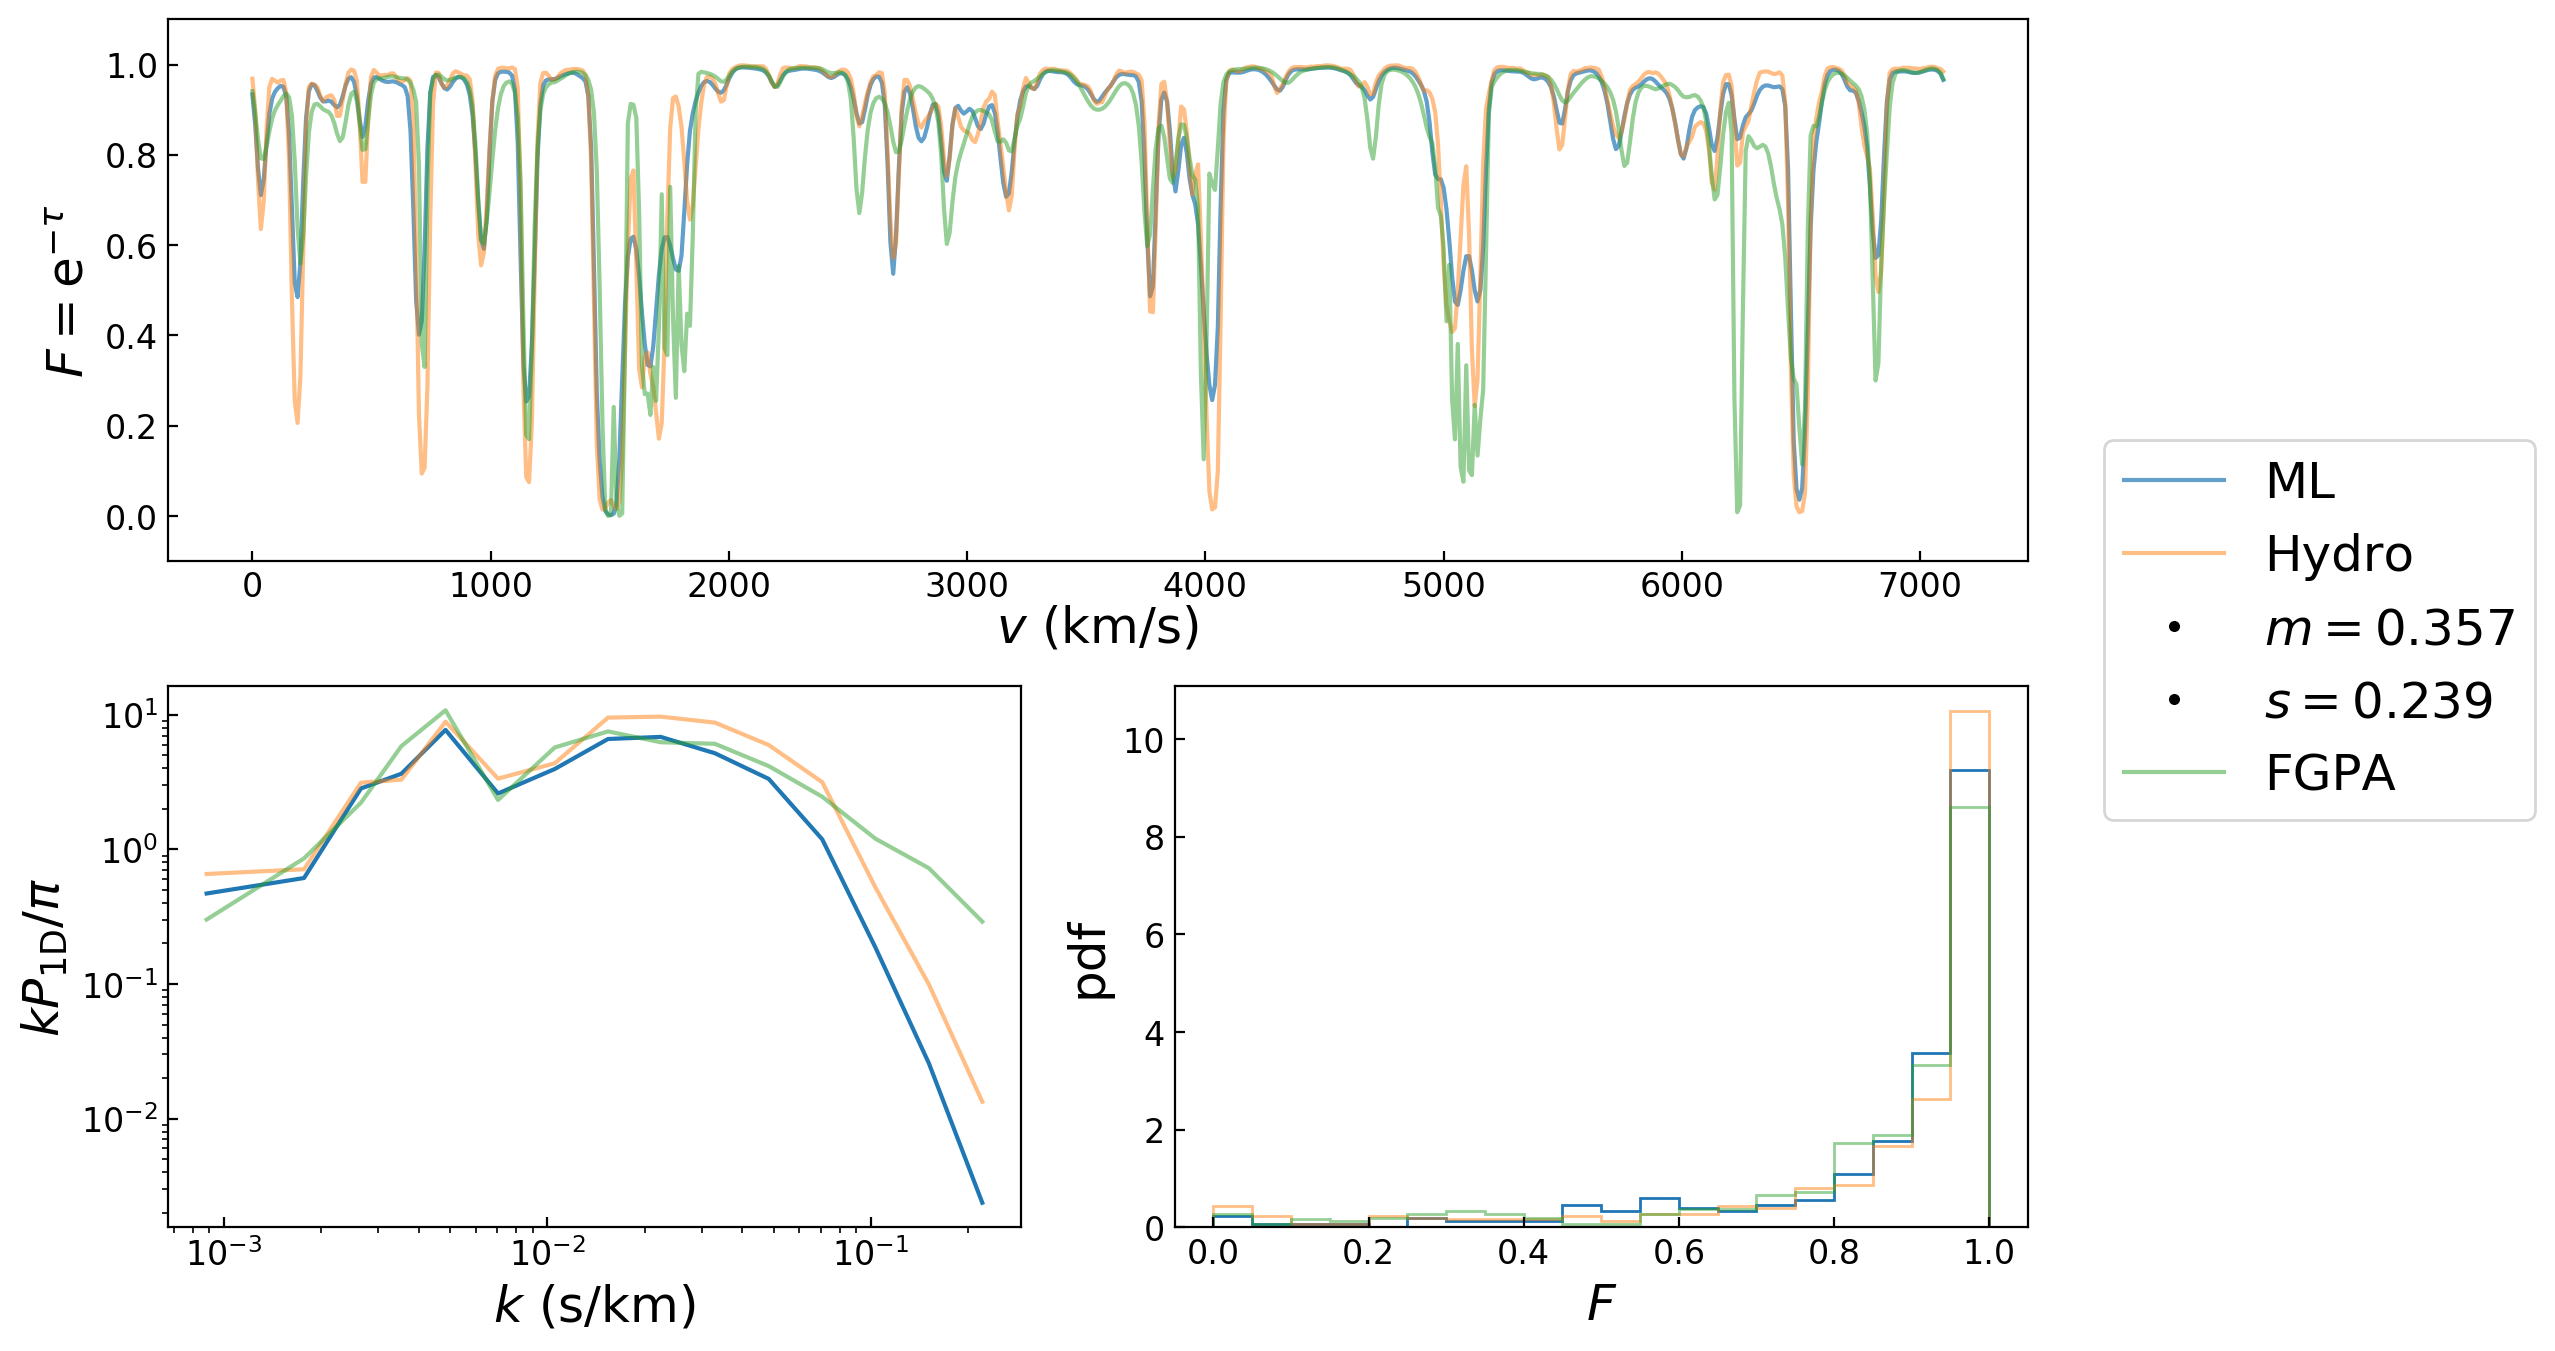 1.0
0.8
0.6
0.4
0.2
0.0
F = e^{−τ}
0 1000 2000 3000 4000 5000 6000 7000
v (km/s)
ML
Hydro
m = 0.357
s = 0.239
FGPA
10^1
10^0
10^{−1}
10^{−2}
kP_{1D}/π
10^{−3} 10^{−2} 10^{−1}
k (s/km)
10
8
6
4
2
0
pdf
0.0 0.2 0.4 0.6 0.8 1.0
F